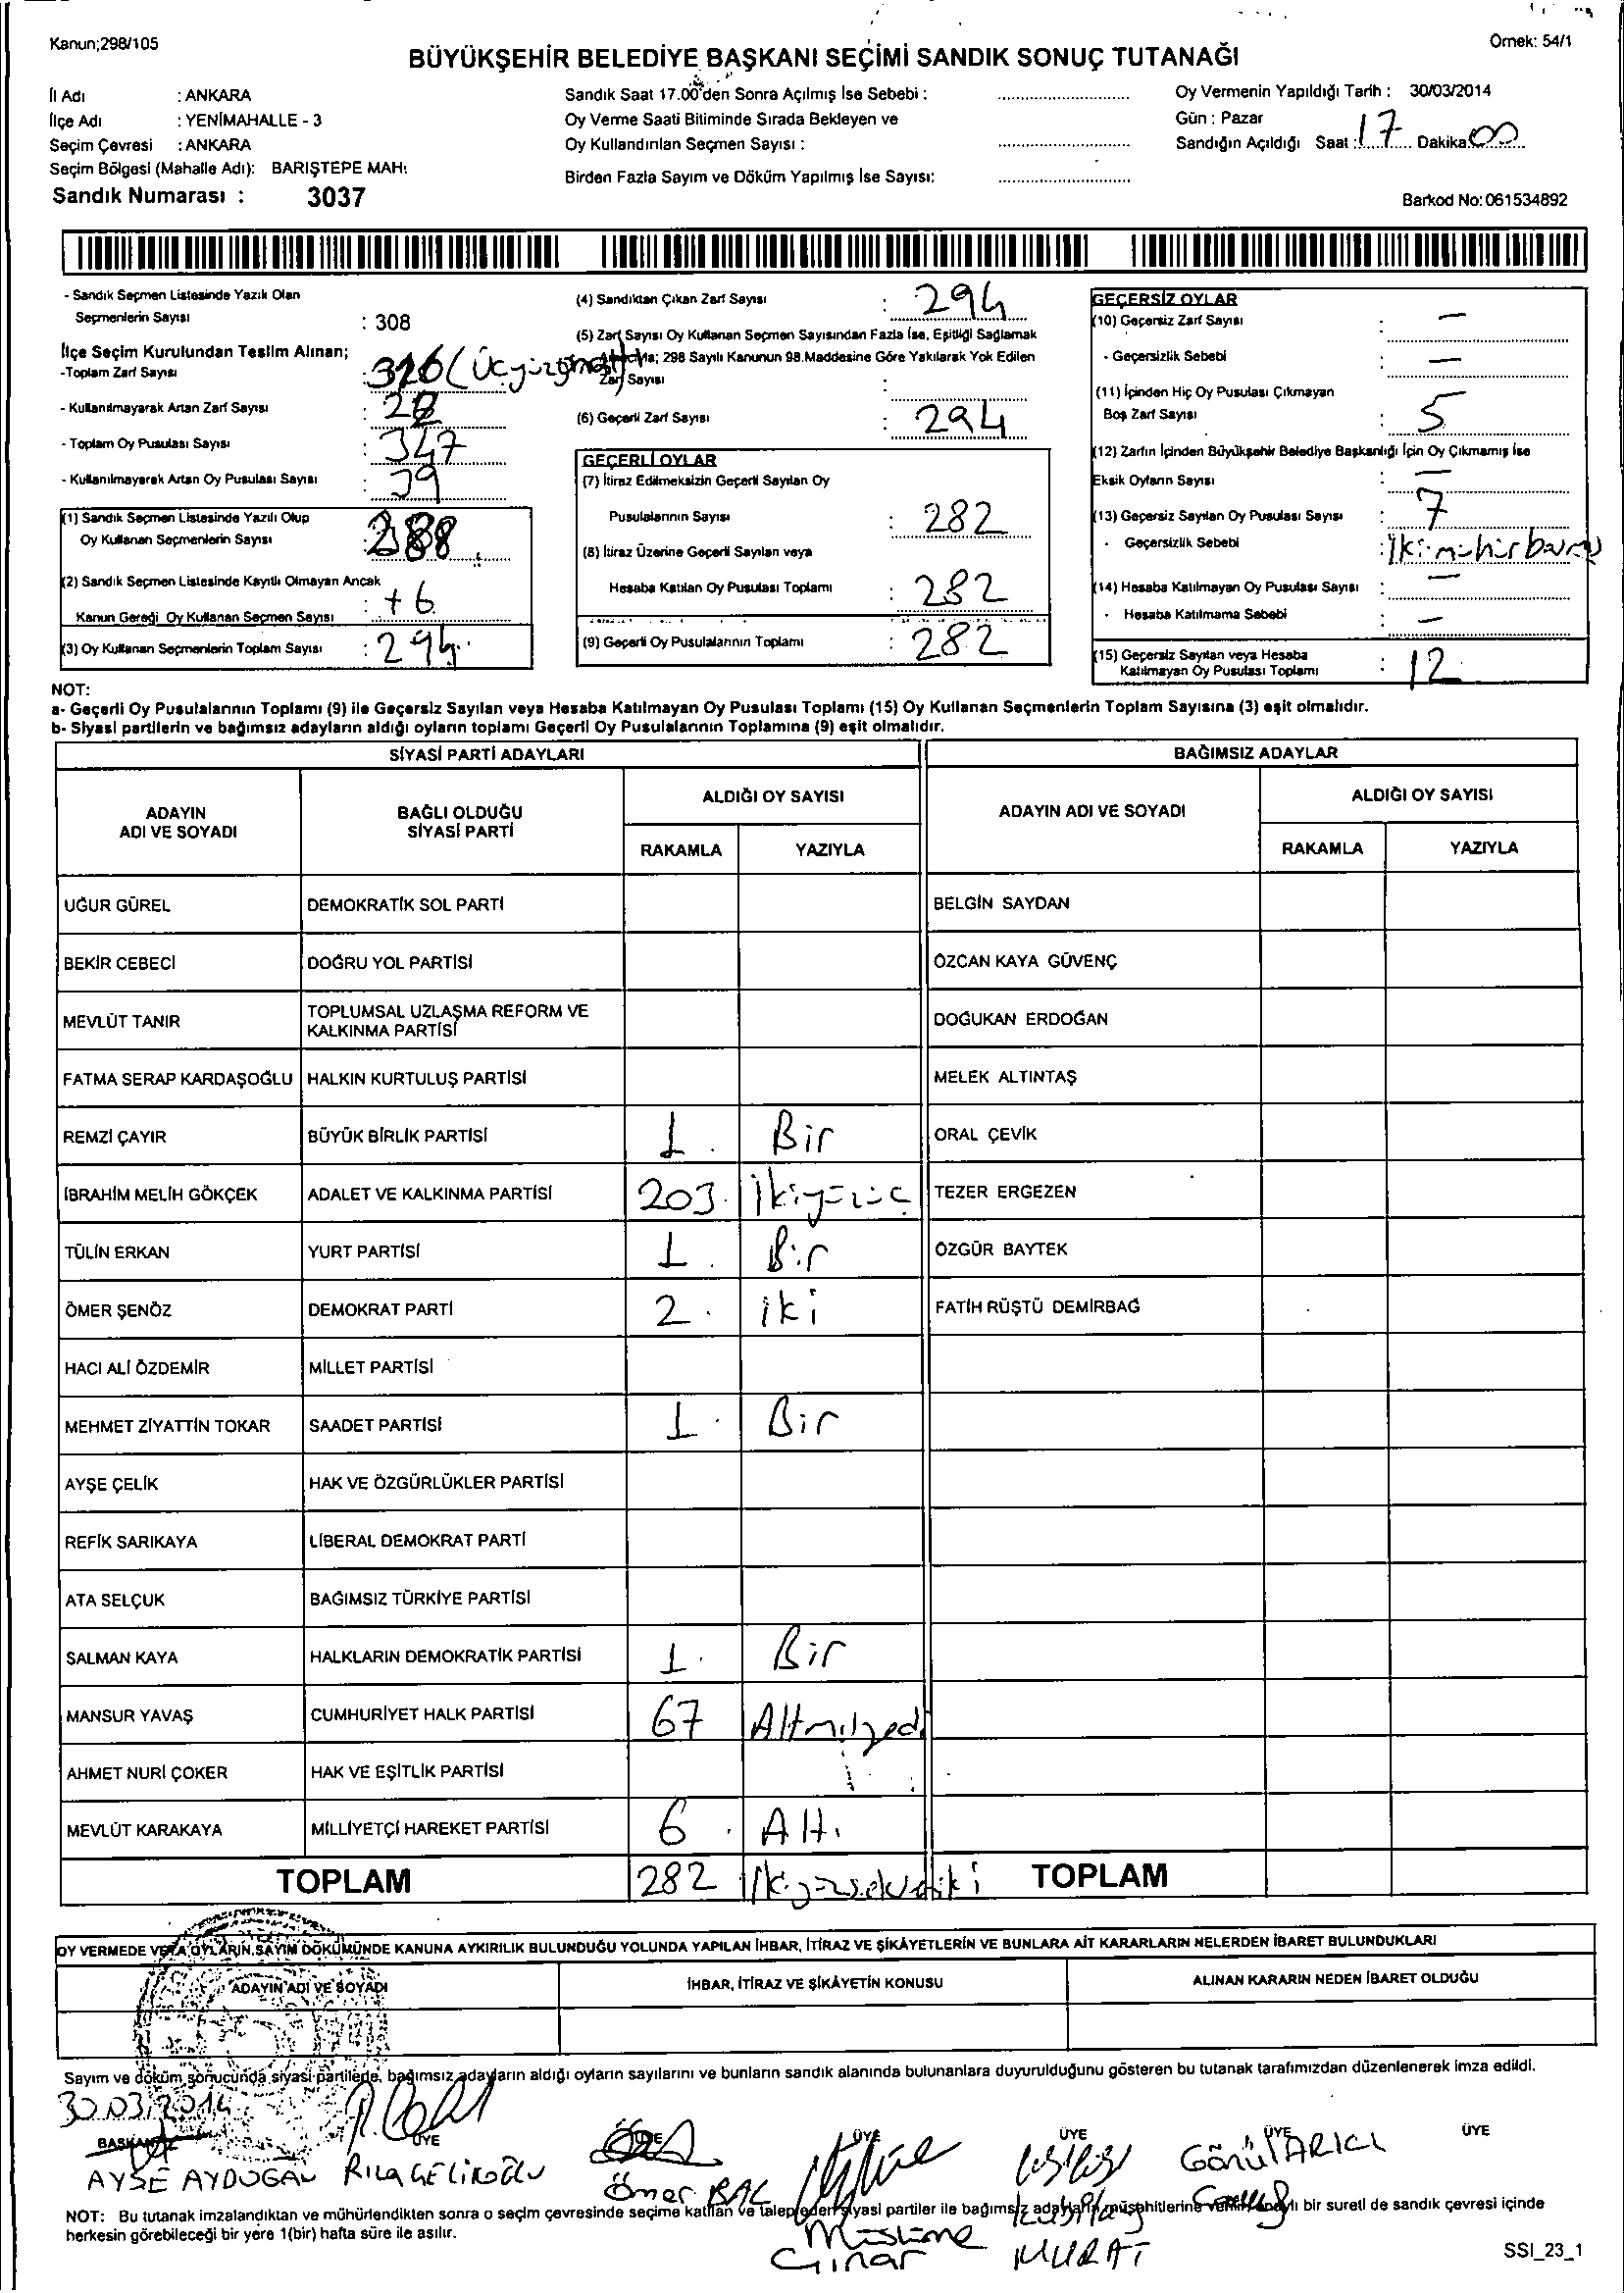 Kanun;298/105
Örnek: 54/1
BÜYÜKŞEHİR BELEDİYE BAŞKANI SEÇİMİ SANDIK SONUÇ TUTANAĞI
İl Adı : ANKARA
İlçe Adı : YENİMAHALLE - 3
Seçim Çevresi : ANKARA
Seçim Bölgesi (Mahalle Adı): BARIŞTEPE MAH.
Sandık Numarası : 3037
Sandık Saat 17.00'den Sonra Açılmış İse Sebebi :
Oy Verme Saati Bitiminde Sırada Bekleyen ve
Oy Kullandırılan Seçmen Sayısı :
Birden Fazla Sayım ve Döküm Yapılmış İse Sayısı:
Oy Vermenin Yapıldığı Tarih : 30/03/2014
Gün : Pazar
Sandığın Açıldığı Saat : 17 Dakika 00
Barkod No: 061534892
- Sandık Seçmen Listesinde Yazılı Olan
Seçmenlerin Sayısı : 308
İlçe Seçim Kurulundan Teslim Alınan;
-Toplam Zarf Sayısı : 316 (Üçyüzonaltı)
- Kullanılmayarak Artan Zarf Sayısı : 22
- Toplam Oy Pusulası Sayısı : 347
- Kullanılmayarak Artan Oy Pusulası Sayısı :
(1) Sandık Seçmen Listesinde Yazılı Olup
Oy Kullanan Seçmenlerin Sayısı : 288
(2) Sandık Seçmen Listesinde Kayıtlı Olmayan Ancak
Kanun Gereği Oy Kullanan Seçmen Sayısı : +6
(3) Oy Kullanan Seçmenlerin Toplam Sayısı : 294
(4) Sandıktan Çıkan Zarf Sayısı : 294
(5) Zarf Sayısı Oy Kullanan Seçmen Sayısından Fazla İse, Eşitliği Sağlamak
298 Sayılı Kanunun 98.Maddesine Göre Yakılarak Yok Edilen
Zarf Sayısı :
(6) Geçerli Zarf Sayısı : 294
GEÇERLİ OYLAR
(7) İtiraz Edilmeksizin Geçerli Sayılan Oy
Pusulalarının Sayısı : 282
(8) İtiraz Üzerine Geçerli Sayılan veya
Hesaba Katılan Oy Pusulası Toplamı : 282
(9) Geçerli Oy Pusulalarının Toplamı : 282
GEÇERSİZ OYLAR
(10) Geçersiz Zarf Sayısı : —
- Geçersizlik Sebebi : —
(11) İçinden Hiç Oy Pusulası Çıkmayan
Boş Zarf Sayısı : 5
(12) Zarfın İçinden Büyükşehir Belediye Başkanlığı İçin Oy Çıkmamış İse
Eksik Oyların Sayısı : —
(13) Geçersiz Sayılan Oy Pusulası Sayısı : 7
- Geçersizlik Sebebi : İki mühür
(14) Hesaba Katılmayan Oy Pusulası Sayısı : —
- Hesaba Katılmama Sebebi : —
(15) Geçersiz Sayılan veya Hesaba
Katılmayan Oy Pusulası Toplamı : 12
NOT:
a- Geçerli Oy Pusulalarının Toplamı (9) ile Geçersiz Sayılan veya Hesaba Katılmayan Oy Pusulası Toplamı (15) Oy Kullanan Seçmenlerin Toplam Sayısına (3) eşit olmalıdır.
b- Siyasi partilerin ve bağımsız adayların aldığı oyların toplamı Geçerli Oy Pusulalarının Toplamına (9) eşit olmalıdır.
SİYASİ PARTİ ADAYLARI BAĞIMSIZ ADAYLAR
ADAYIN
ADI VE SOYADI
BAĞLI OLDUĞU
SİYASİ PARTİ
ALDIĞI OY SAYISI
RAKAMLA YAZIYLA
ADAYIN ADI VE SOYADI
ALDIĞI OY SAYISI
RAKAMLA YAZIYLA
UĞUR GÜREL DEMOKRATİK SOL PARTİ BELGİN SAYDAN
BEKİR CEBECİ DOĞRU YOL PARTİSİ ÖZCAN KAYA GÜVENÇ
MEVLÜT TANIR TOPLUMSAL UZLAŞMA REFORM VE
KALKINMA PARTİSİ DOĞUKAN ERDOĞAN
FATMA SERAP KARDAŞOĞLU HALKIN KURTULUŞ PARTİSİ MELEK ALTINTAŞ
REMZİ ÇAYIR BÜYÜK BİRLİK PARTİSİ 1 Bir ORAL ÇEVİK
İBRAHİM MELİH GÖKÇEK ADALET VE KALKINMA PARTİSİ 203 İkiyüzüç TEZER ERGEZEN
TÜLİN ERKAN YURT PARTİSİ 1 Bir ÖZGÜR BAYTEK
ÖMER ŞENÖZ DEMOKRAT PARTİ 2 iki FATİH RÜŞTÜ DEMİRBAĞ
HACI ALİ ÖZDEMİR MİLLET PARTİSİ
MEHMET ZİYATTİN TOKAR SAADET PARTİSİ 1 Bir
AYŞE ÇELİK HAK VE ÖZGÜRLÜKLER PARTİSİ
REFİK SARIKAYA LİBERAL DEMOKRAT PARTİ
ATA SELÇUK BAĞIMSIZ TÜRKİYE PARTİSİ
SALMAN KAYA HALKLARIN DEMOKRATİK PARTİSİ 1 Bir
MANSUR YAVAŞ CUMHURİYET HALK PARTİSİ 67 Altmışyedi
AHMET NURİ ÇOKER HAK VE EŞİTLİK PARTİSİ
MEVLÜT KARAKAYA MİLLİYETÇİ HAREKET PARTİSİ 6 Altı
TOPLAM 282 İkiyüzsekseniki TOPLAM
OY VERMEDE VEYA OYLARIN SAYIM DÖKÜMÜNDE KANUNA AYKIRILIK BULUNDUĞU YOLUNDA YAPILAN İHBAR, İTİRAZ VE ŞİKÂYETLERİN VE BUNLARA AİT KARARLARIN NELERDEN İBARET BULUNDUKLARI
ADAYIN ADI VE SOYADI İHBAR, İTİRAZ VE ŞİKÂYETİN KONUSU ALINAN KARARIN NEDEN İBARET OLDUĞU
Sayım ve döküm sonucunda siyasi partilerle, bağımsız adayların aldığı oyların sayılarını ve bunların sandık alanında bulunanlara duyurulduğunu gösteren bu tutanak tarafımızdan düzenlenerek imza edildi.
30.03.2014
BAŞKAN ÜYE ÜYE ÜYE ÜYE ÜYE ÜYE
AYŞE AYDOĞAN Ömer BAL Müslime Çınar MURAT Gönül ARICI
NOT: Bu tutanak imzalandıktan ve mühürlendikten sonra o seçim çevresinde seçime katılan ve talep eden siyasi partiler ile bağımsız adayların müşahitlerine bir sureti de sandık çevresi içinde
herkesin görebileceği bir yere 1(bir) hafta süre ile asılır.
SSI_23_1